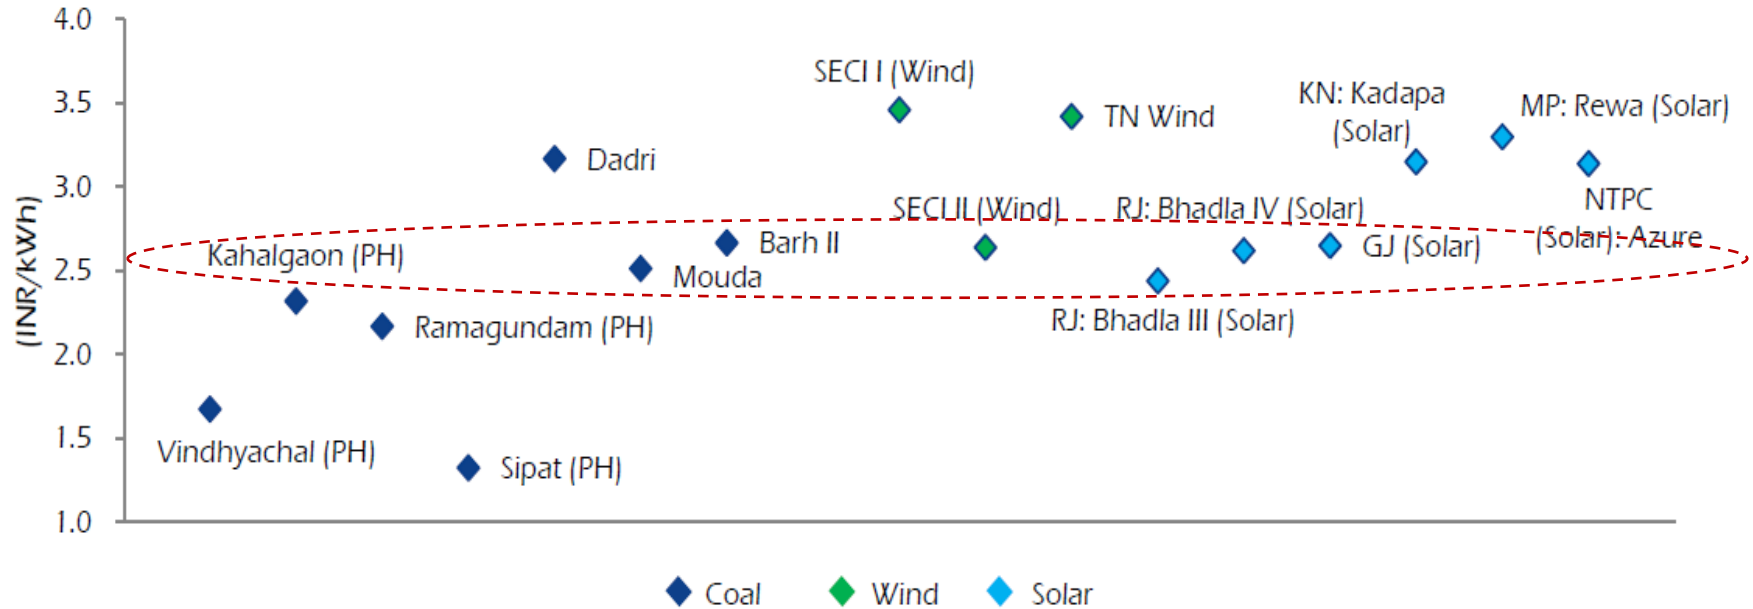 4.0
3.5
3.0
2.5
2.0
1.5
1.0
(INR/kWh)
SECI I (Wind)
TN Wind
KN: Kadapa
(Solar)
MP: Rewa (Solar)
Dadri
NTPC
(Solar): Azure
SECI II (Wind)
RJ: Bhadla IV (Solar)
Kahalgaon (PH)
Barh II
GJ (Solar)
Mouda
Ramagundam (PH)
RJ: Bhadla III (Solar)
Vindhyachal (PH)
Sipat (PH)
Coal
Wind
Solar